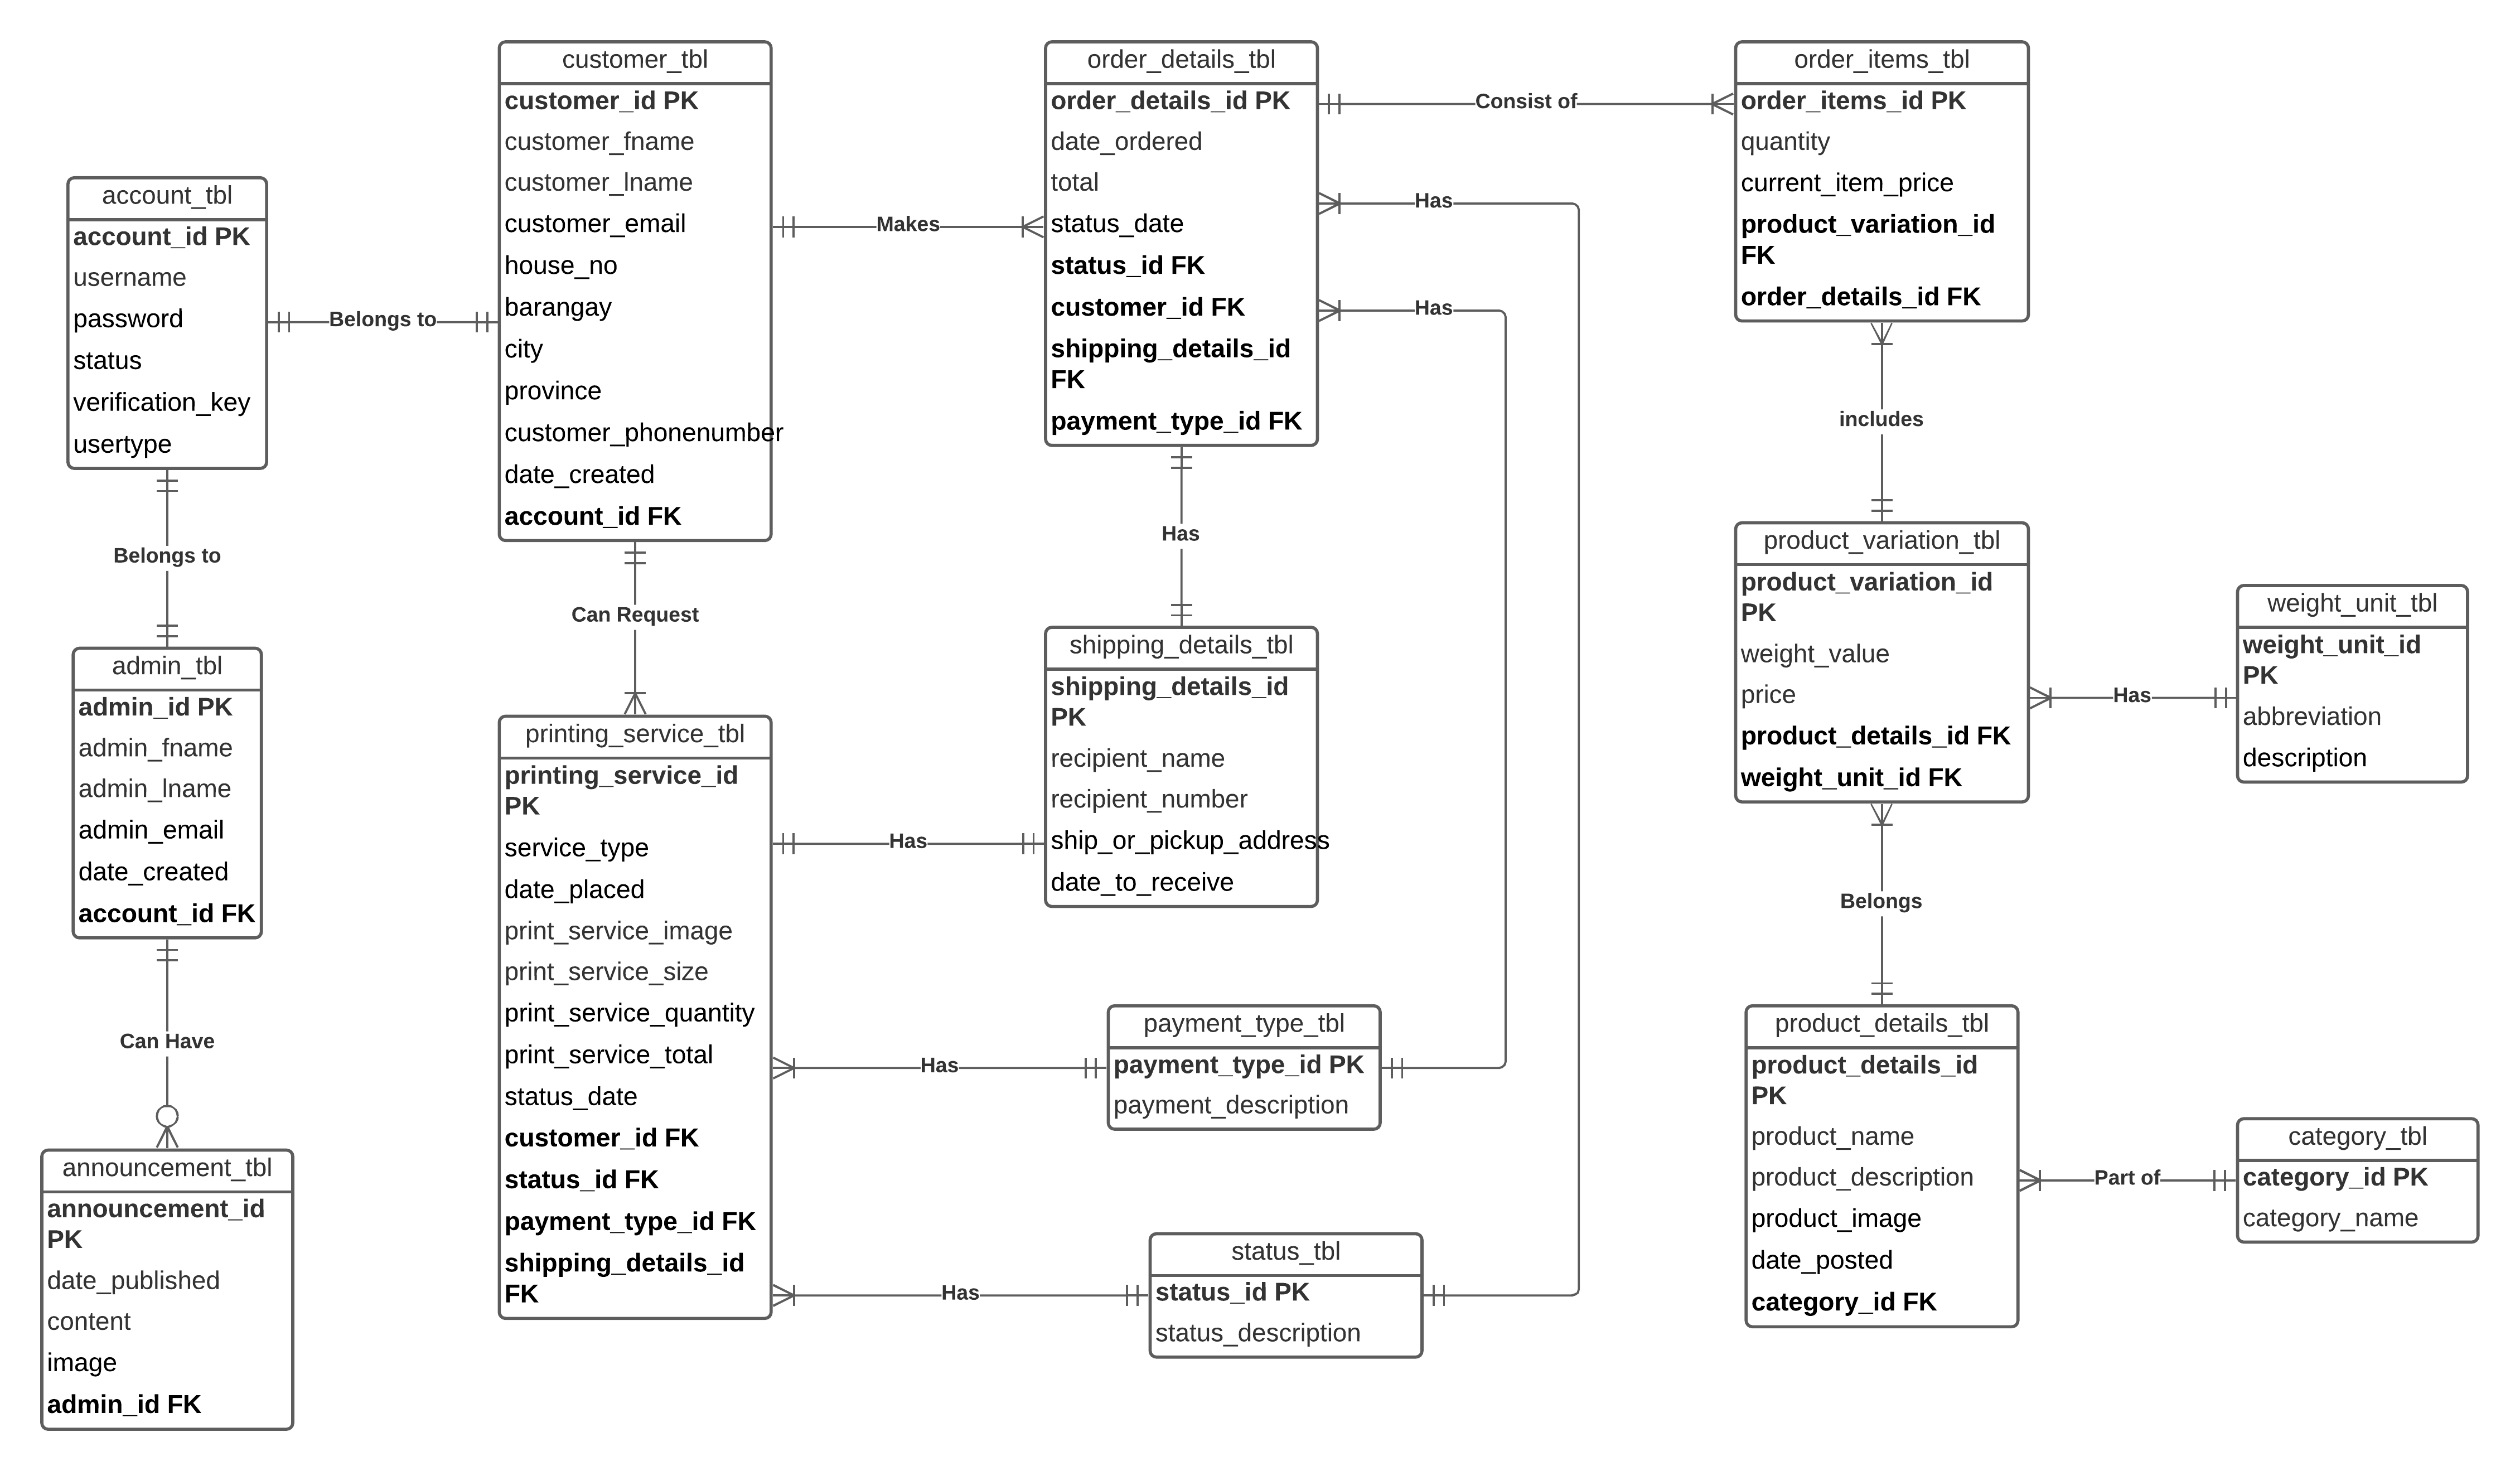 customer_tbl
customer_id PK
customer_fname
customer_lname
customer_email
house_no
barangay
city
province
customer_phonenumber
date_created
account_id FK
order_details_tbl
order_details_id PK
date_ordered
total
status_date
status_id FK
customer_id FK
shipping_details_id
FK
payment_type_id FK
order_items_tbl
order_items_id PK
quantity
current_item_price
product_variation_id
FK
order_details_id FK
Consist of
Has
Has
Makes
account_tbl
account_id PK
username
password
status
verification_key
usertype
Belongs to
Belongs to
includes
Has
Can Request
admin_tbl
admin_id PK
admin_fname
admin_lname
admin_email
date_created
account_id FK
printing_service_tbl
printing_service_id
PK
service_type
date_placed
print_service_image
print_service_size
print_service_quantity
print_service_total
status_date
customer_id FK
status_id FK
payment_type_id FK
shipping_details_id
FK
shipping_details_tbl
shipping_details_id
PK
recipient_name
recipient_number
ship_or_pickup_address
date_to_receive
Has
product_variation_tbl
product_variation_id
PK
weight_value
price
product_details_id FK
weight_unit_id FK
Has
weight_unit_tbl
weight_unit_id
PK
abbreviation
description
Belongs
Can Have
announcement_tbl
announcement_id
PK
date_published
content
image
admin_id FK
Has
payment_type_tbl
payment_type_id PK
payment_description
Has
status_tbl
status_id PK
status_description
product_details_tbl
product_details_id
PK
product_name
product_description
product_image
date_posted
category_id FK
Part of
category_tbl
category_id PK
category_name